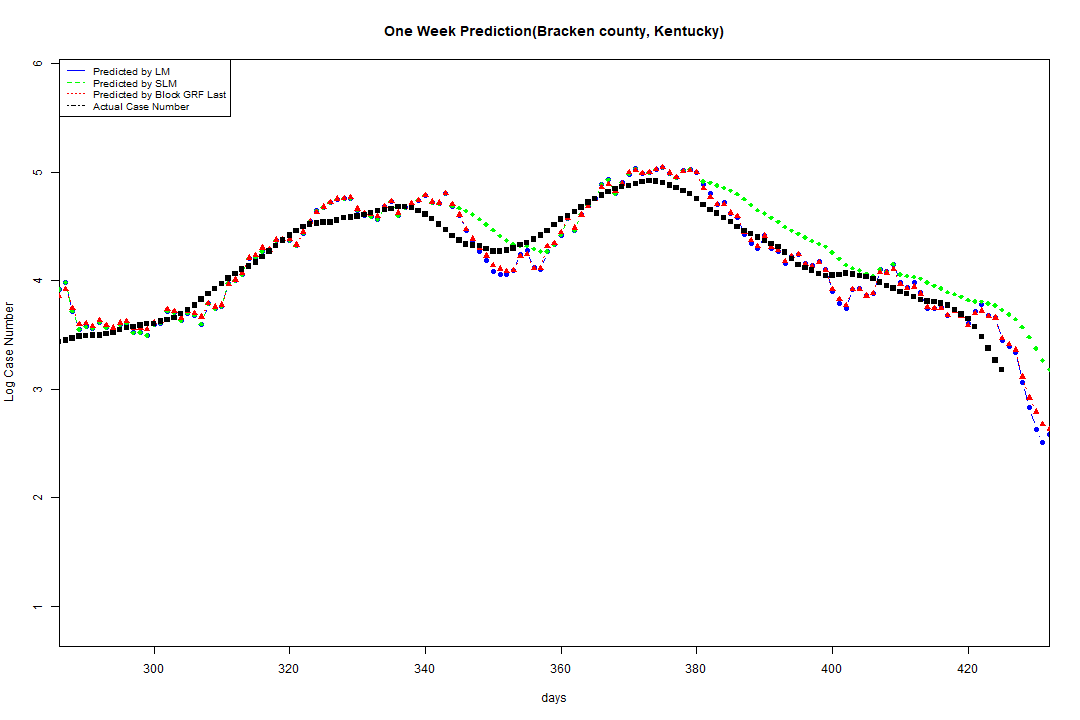 One Week Prediction(Bracken county, Kentucky)
Predicted by LM
Predicted by SLM
Predicted by Block GRF Last
Actual Case Number
6
5
4
3
2
1
Log Case Number
300 320 340 360 380 400 420
days